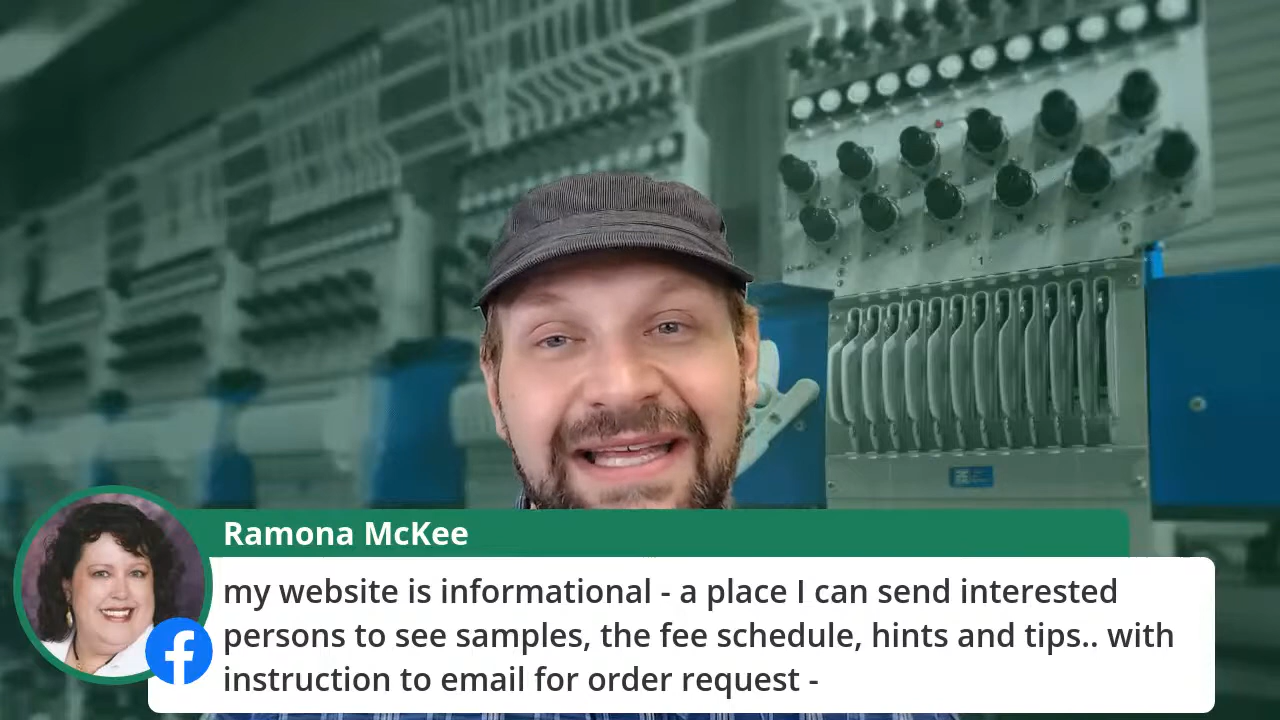 Ramona McKee
my website is informational - a place I can send interested
persons to see samples, the fee schedule, hints and tips.. with
instruction to email for order request -